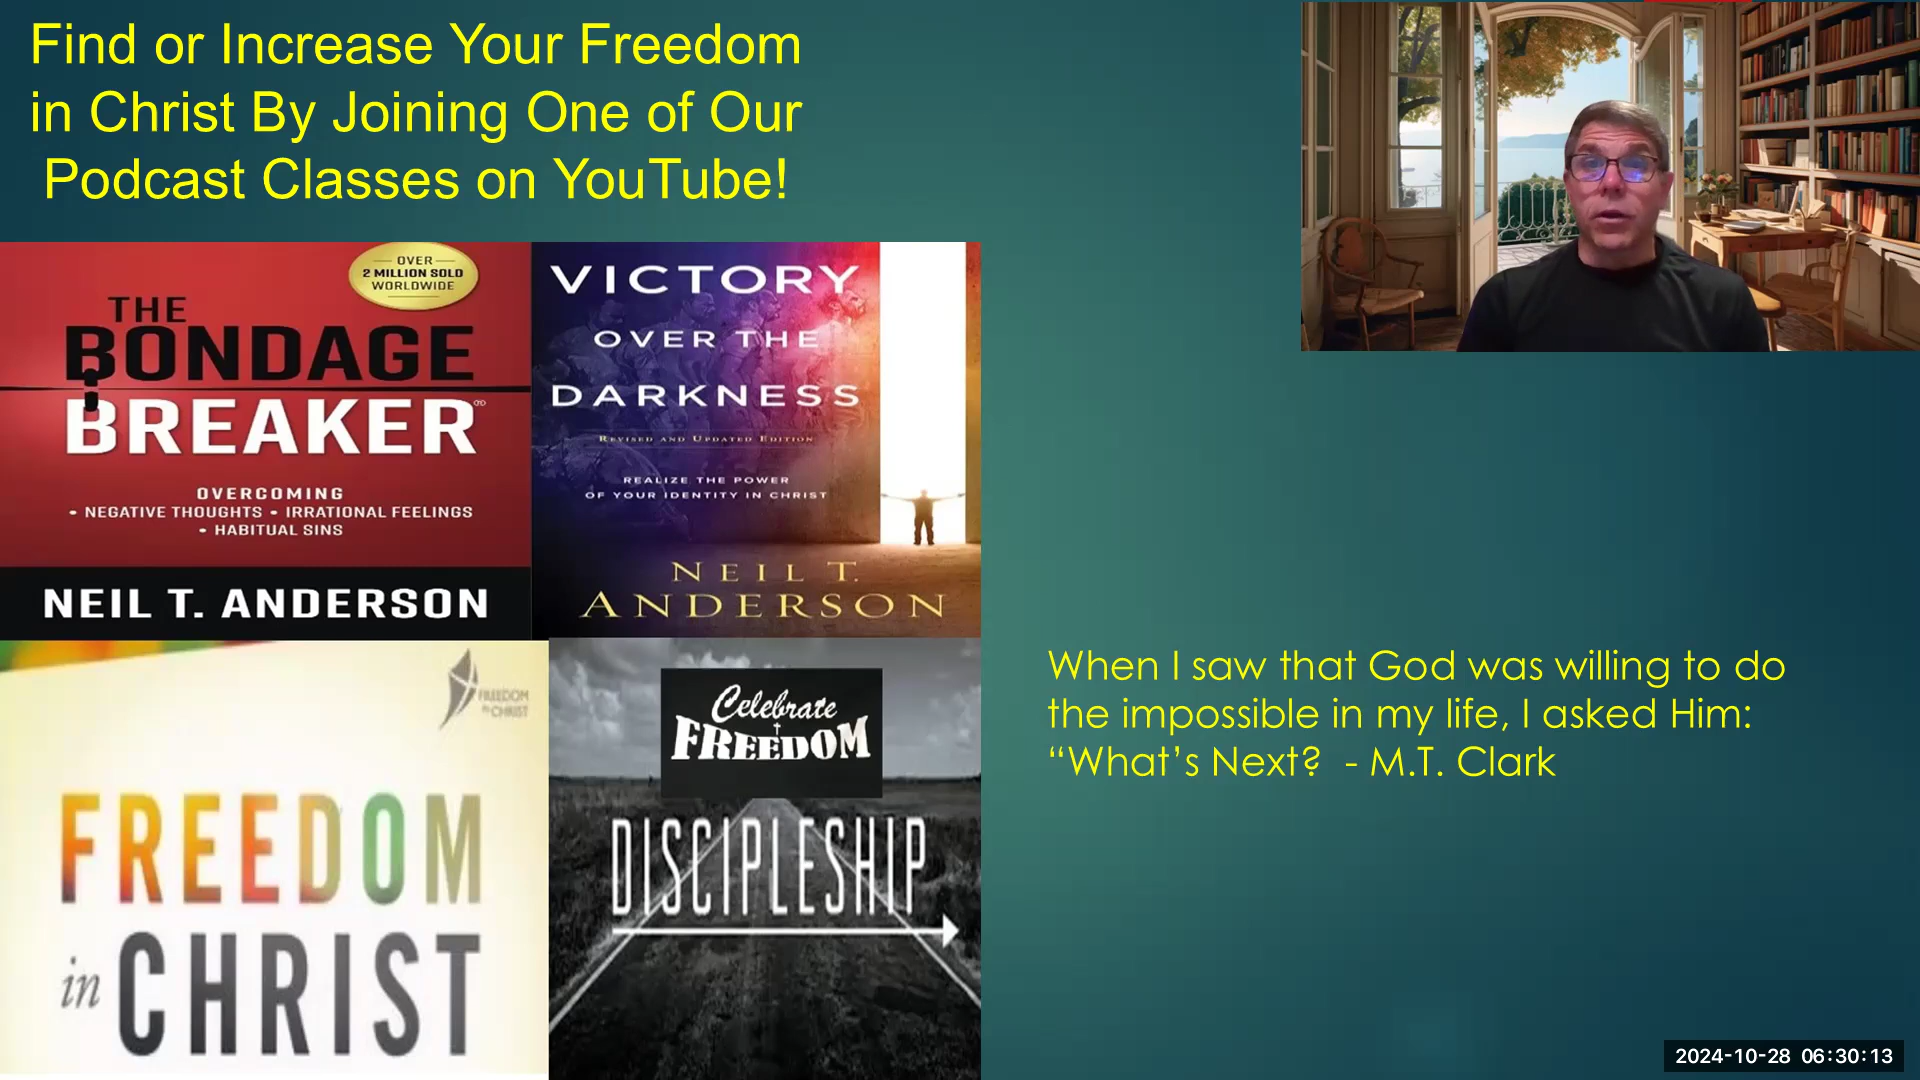 Find or Increase Your Freedom
in Christ By Joining One of Our
Podcast Classes on YouTube!
OVER
2 MILLION SOLD
WORLDWIDE
THE
BONDAGE
BREAKER
OVERCOMING
• NEGATIVE THOUGHTS • IRRATIONAL FEELINGS
• HABITUAL SINS
NEIL T. ANDERSON
VICTORY
OVER THE
DARKNESS
REVISED AND UPDATED EDITION
REALIZE THE POWER
OF YOUR IDENTITY IN CHRIST
NEIL T.
ANDERSON
FREEDOM
IN CHRIST
FREEDOM
in CHRIST
Celebrate
FREEDOM
DISCIPLESHIP
When I saw that God was willing to do
the impossible in my life, I asked Him:
“What’s Next?  - M.T. Clark
2024-10-28 06:30:13